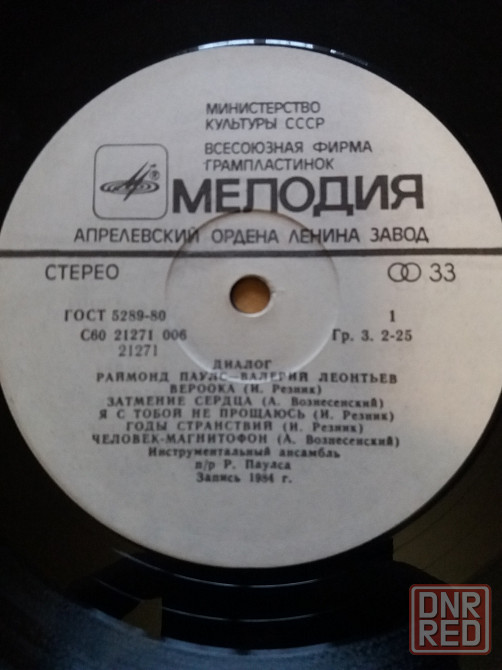 МИНИСТЕРСТВО
КУЛЬТУРЫ СССР
ВСЕСОЮЗНАЯ ФИРМА
ГРАМПЛАСТИНОК
МЕЛОДИЯ
АПРЕЛЕВСКИЙ ОРДЕНА ЛЕНИНА ЗАВОД
СТЕРЕО 33
ГОСТ 5289-80 1
С60 21271 006 Гр. 3. 2-25
21271
ДИАЛОГ
РАЙМОНД ПАУЛС—ВАЛЕРИЙ ЛЕОНТЬЕВ
ВЕРООКА (И. Резник)
ЗАТМЕНИЕ СЕРДЦА (А. Вознесенский)
Я С ТОБОЙ НЕ ПРОЩАЮСЬ (И. Резник)
ГОДЫ СТРАНСТВИЙ (И. Резник)
ЧЕЛОВЕК-МАГНИТОФОН (А. Вознесенский)
Инструментальный ансамбль
п/р Р. Паулса
Запись 1984 г.
DNR
RED